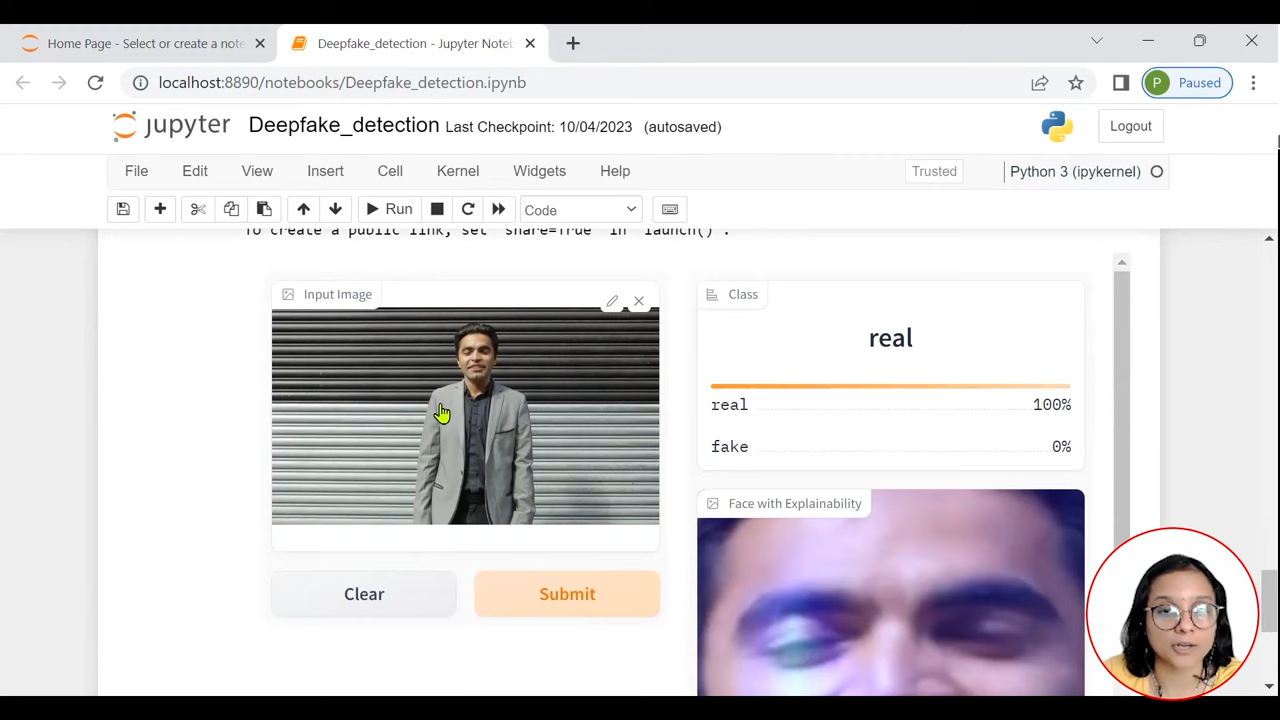 Home Page - Select or create a note
Deepfake_detection - Jupyter Noteb
localhost:8890/notebooks/Deepfake_detection.ipynb
P Paused
jupyter Deepfake_detection Last Checkpoint: 10/04/2023 (autosaved)
Logout
File Edit View Insert Cell Kernel Widgets Help
Trusted Python 3 (ipykernel)
Run Code
To create a public link, set `share=True` in `launch()`.
Input Image
Class
real
real 100%
fake 0%
Face with Explainability
Clear Submit